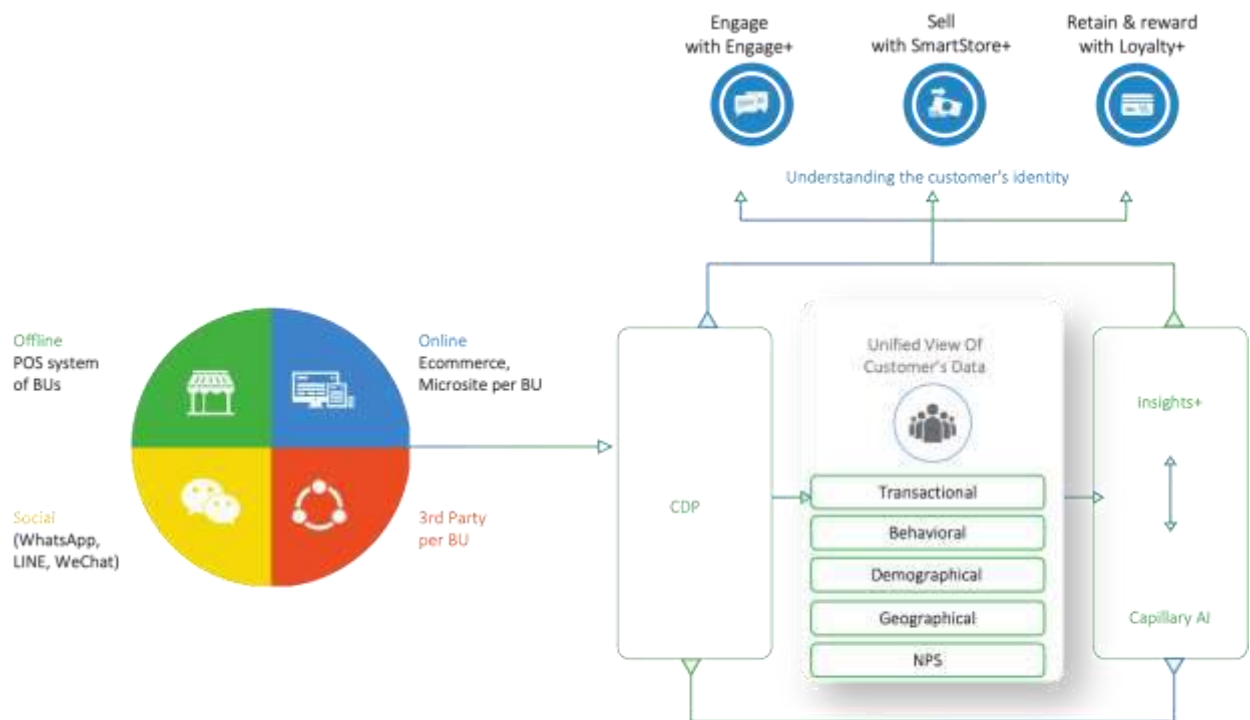 Engage
with Engage+
Sell
with SmartStore+
Retain & reward
with Loyalty+
Understanding the customer's identity
Offline
POS system
of BUs
Online
Ecommerce,
Microsite per BU
Social
(WhatsApp,
LINE, WeChat)
3rd Party
per BU
CDP
Unified View Of
Customer's Data
Transactional
Behavioral
Demographical
Geographical
NPS
Insights+
Capillary AI